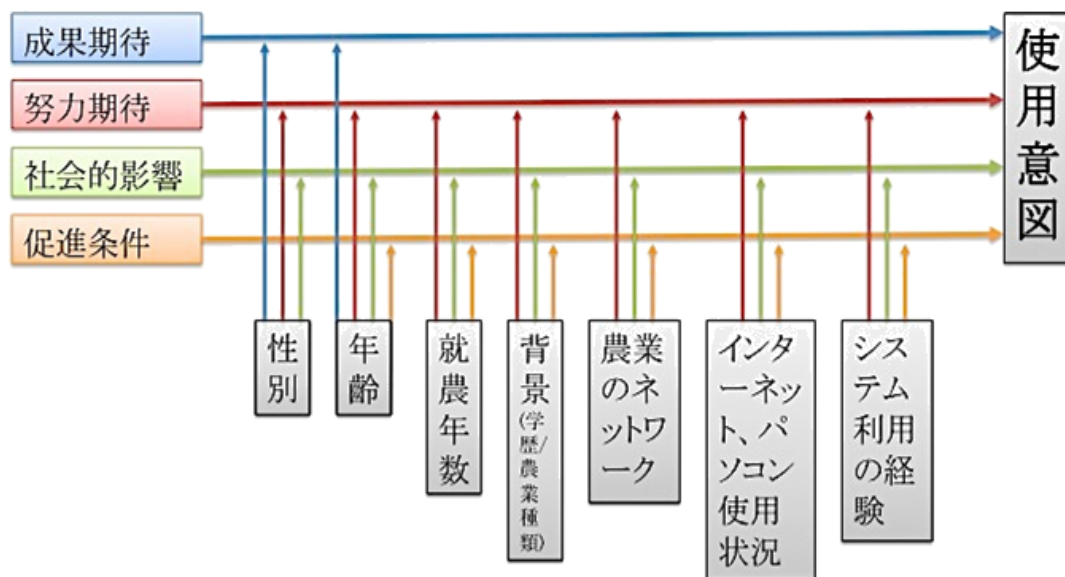 成果期待
努力期待
社会的影響
促進条件
使
用
意
図
性
別
年
齢
就
農
年
数
背
景
(学
歴/
農
業
種
類)
農業
のネ
ットワ
ーク
インタ
ーネッ
ト、パ
ソコン
使用
状況
シス
テム
利用
の経
験